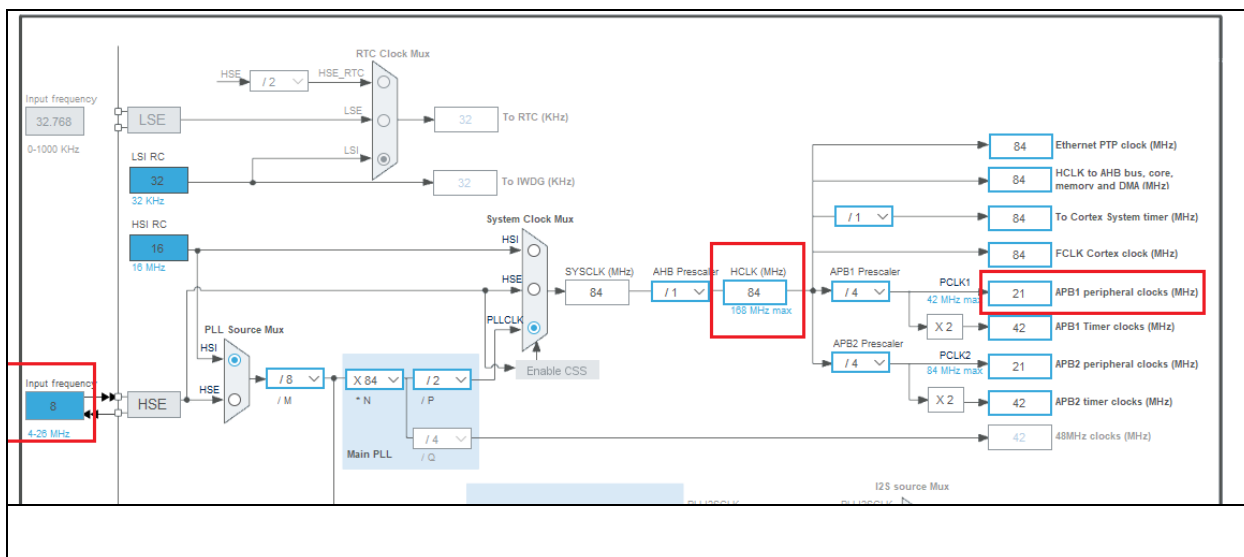 RTC Clock Mux
HSE
/ 2
HSE_RTC
Input frequency
32.768
LSE
LSE
32
To RTC (KHz)
0-1000 KHz
LSI RC
LSI
32
32 KHz
32
To IWDG (KHz)
HSI RC
16
16 MHz
System Clock Mux
HSI
HSE
PLLCLK
SYSCLK (MHz)
84
AHB Prescaler
/ 1
HCLK (MHz)
84
168 MHz max
84
Ethernet PTP clock (MHz)
84
HCLK to AHB bus, core,
memory and DMA (MHz)
/ 1
84
To Cortex System timer (MHz)
84
FCLK Cortex clock (MHz)
APB1 Prescaler
/ 4
PCLK1
42 MHz max
21
APB1 peripheral clocks (MHz)
X 2
42
APB1 Timer clocks (MHz)
APB2 Prescaler
/ 4
PCLK2
84 MHz max
21
APB2 peripheral clocks (MHz)
X 2
42
APB2 timer clocks (MHz)
Enable CSS
PLL Source Mux
HSI
HSE
Input frequency
8
4-26 MHz
HSE
/ 8
/ M
X 84
* N
/ 2
/ P
/ 4
/ Q
Main PLL
42
48MHz clocks (MHz)
I2S source Mux